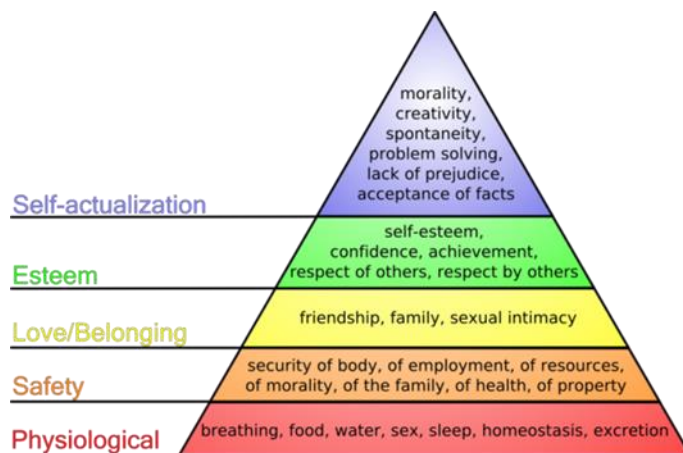 morality,
creativity,
spontaneity,
problem solving,
lack of prejudice,
acceptance of facts
Self-actualization
self-esteem,
confidence, achievement,
respect of others, respect by others
Esteem
friendship, family, sexual intimacy
Love/Belonging
security of body, of employment, of resources,
of morality, of the family, of health, of property
Safety
breathing, food, water, sex, sleep, homeostasis, excretion
Physiological